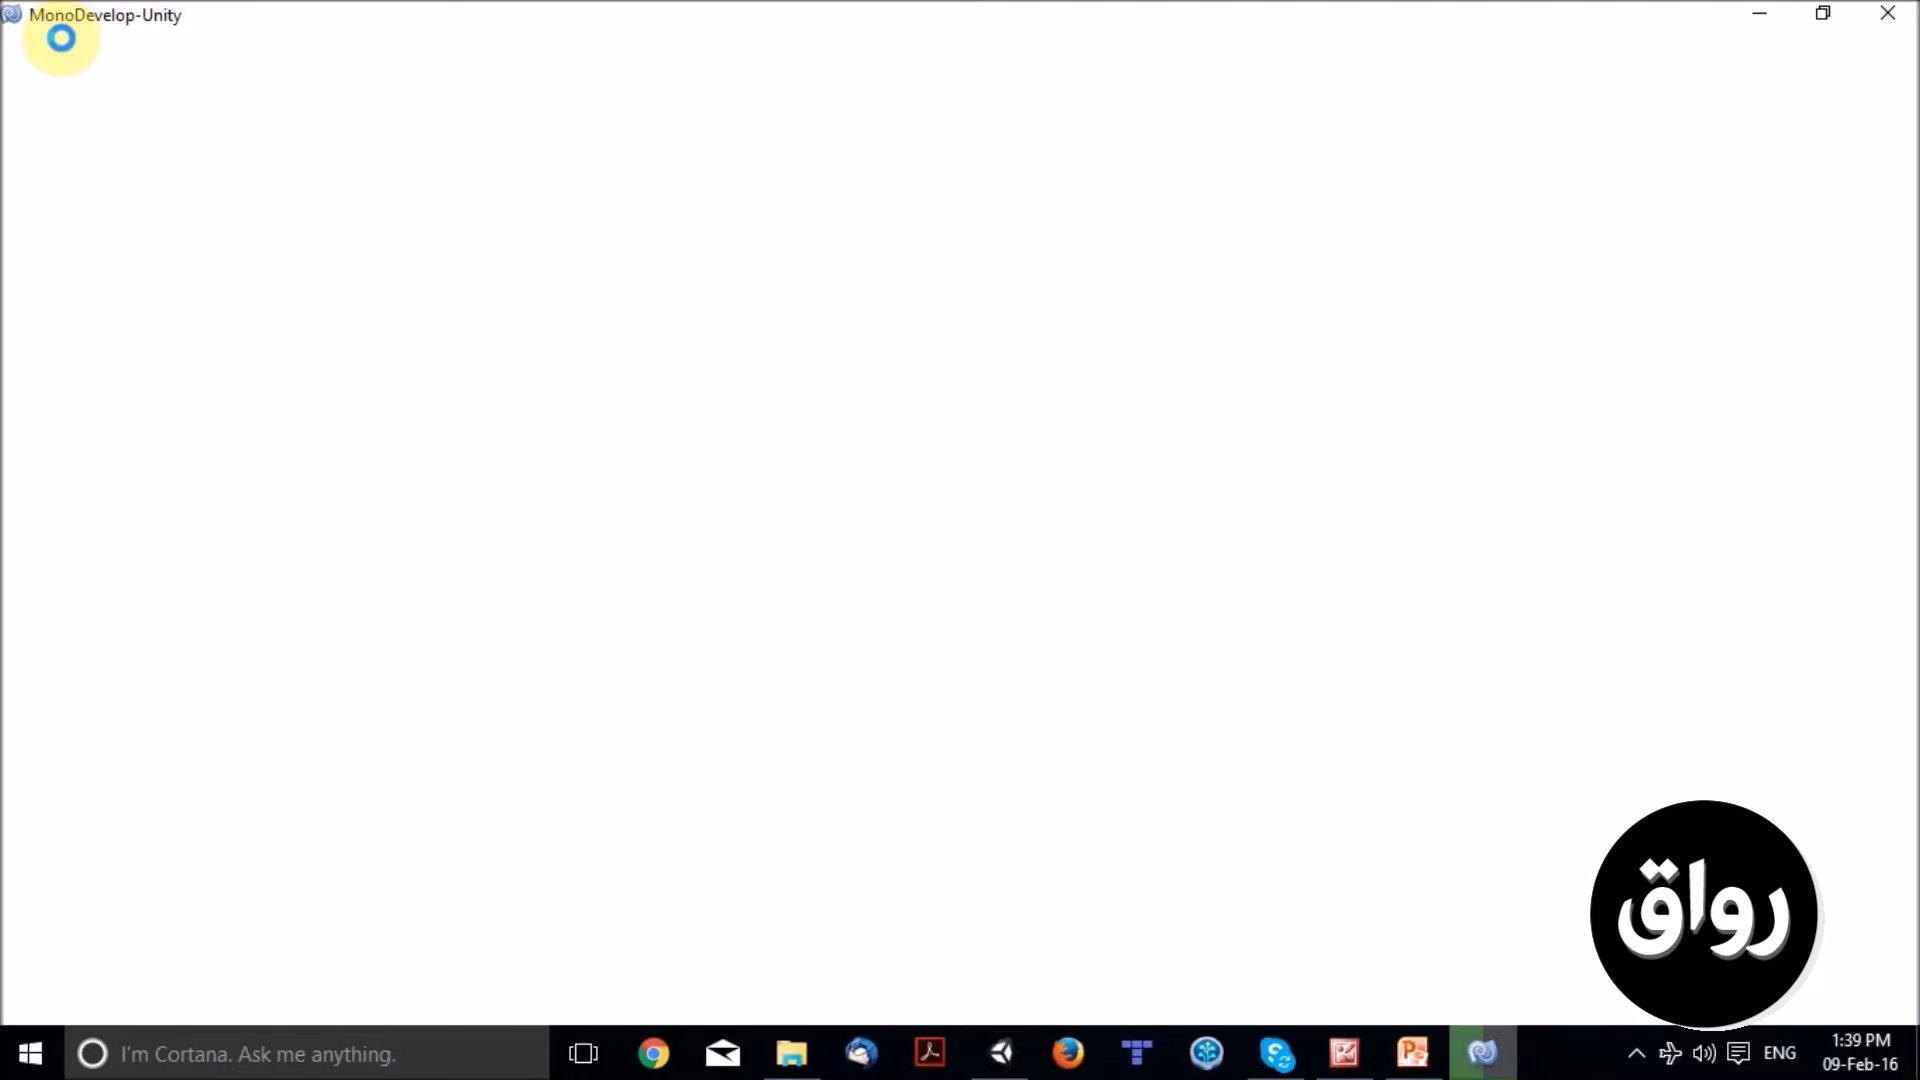 MonoDevelop-Unity
رواق
I'm Cortana. Ask me anything.
ENG
1:39 PM
09-Feb-16